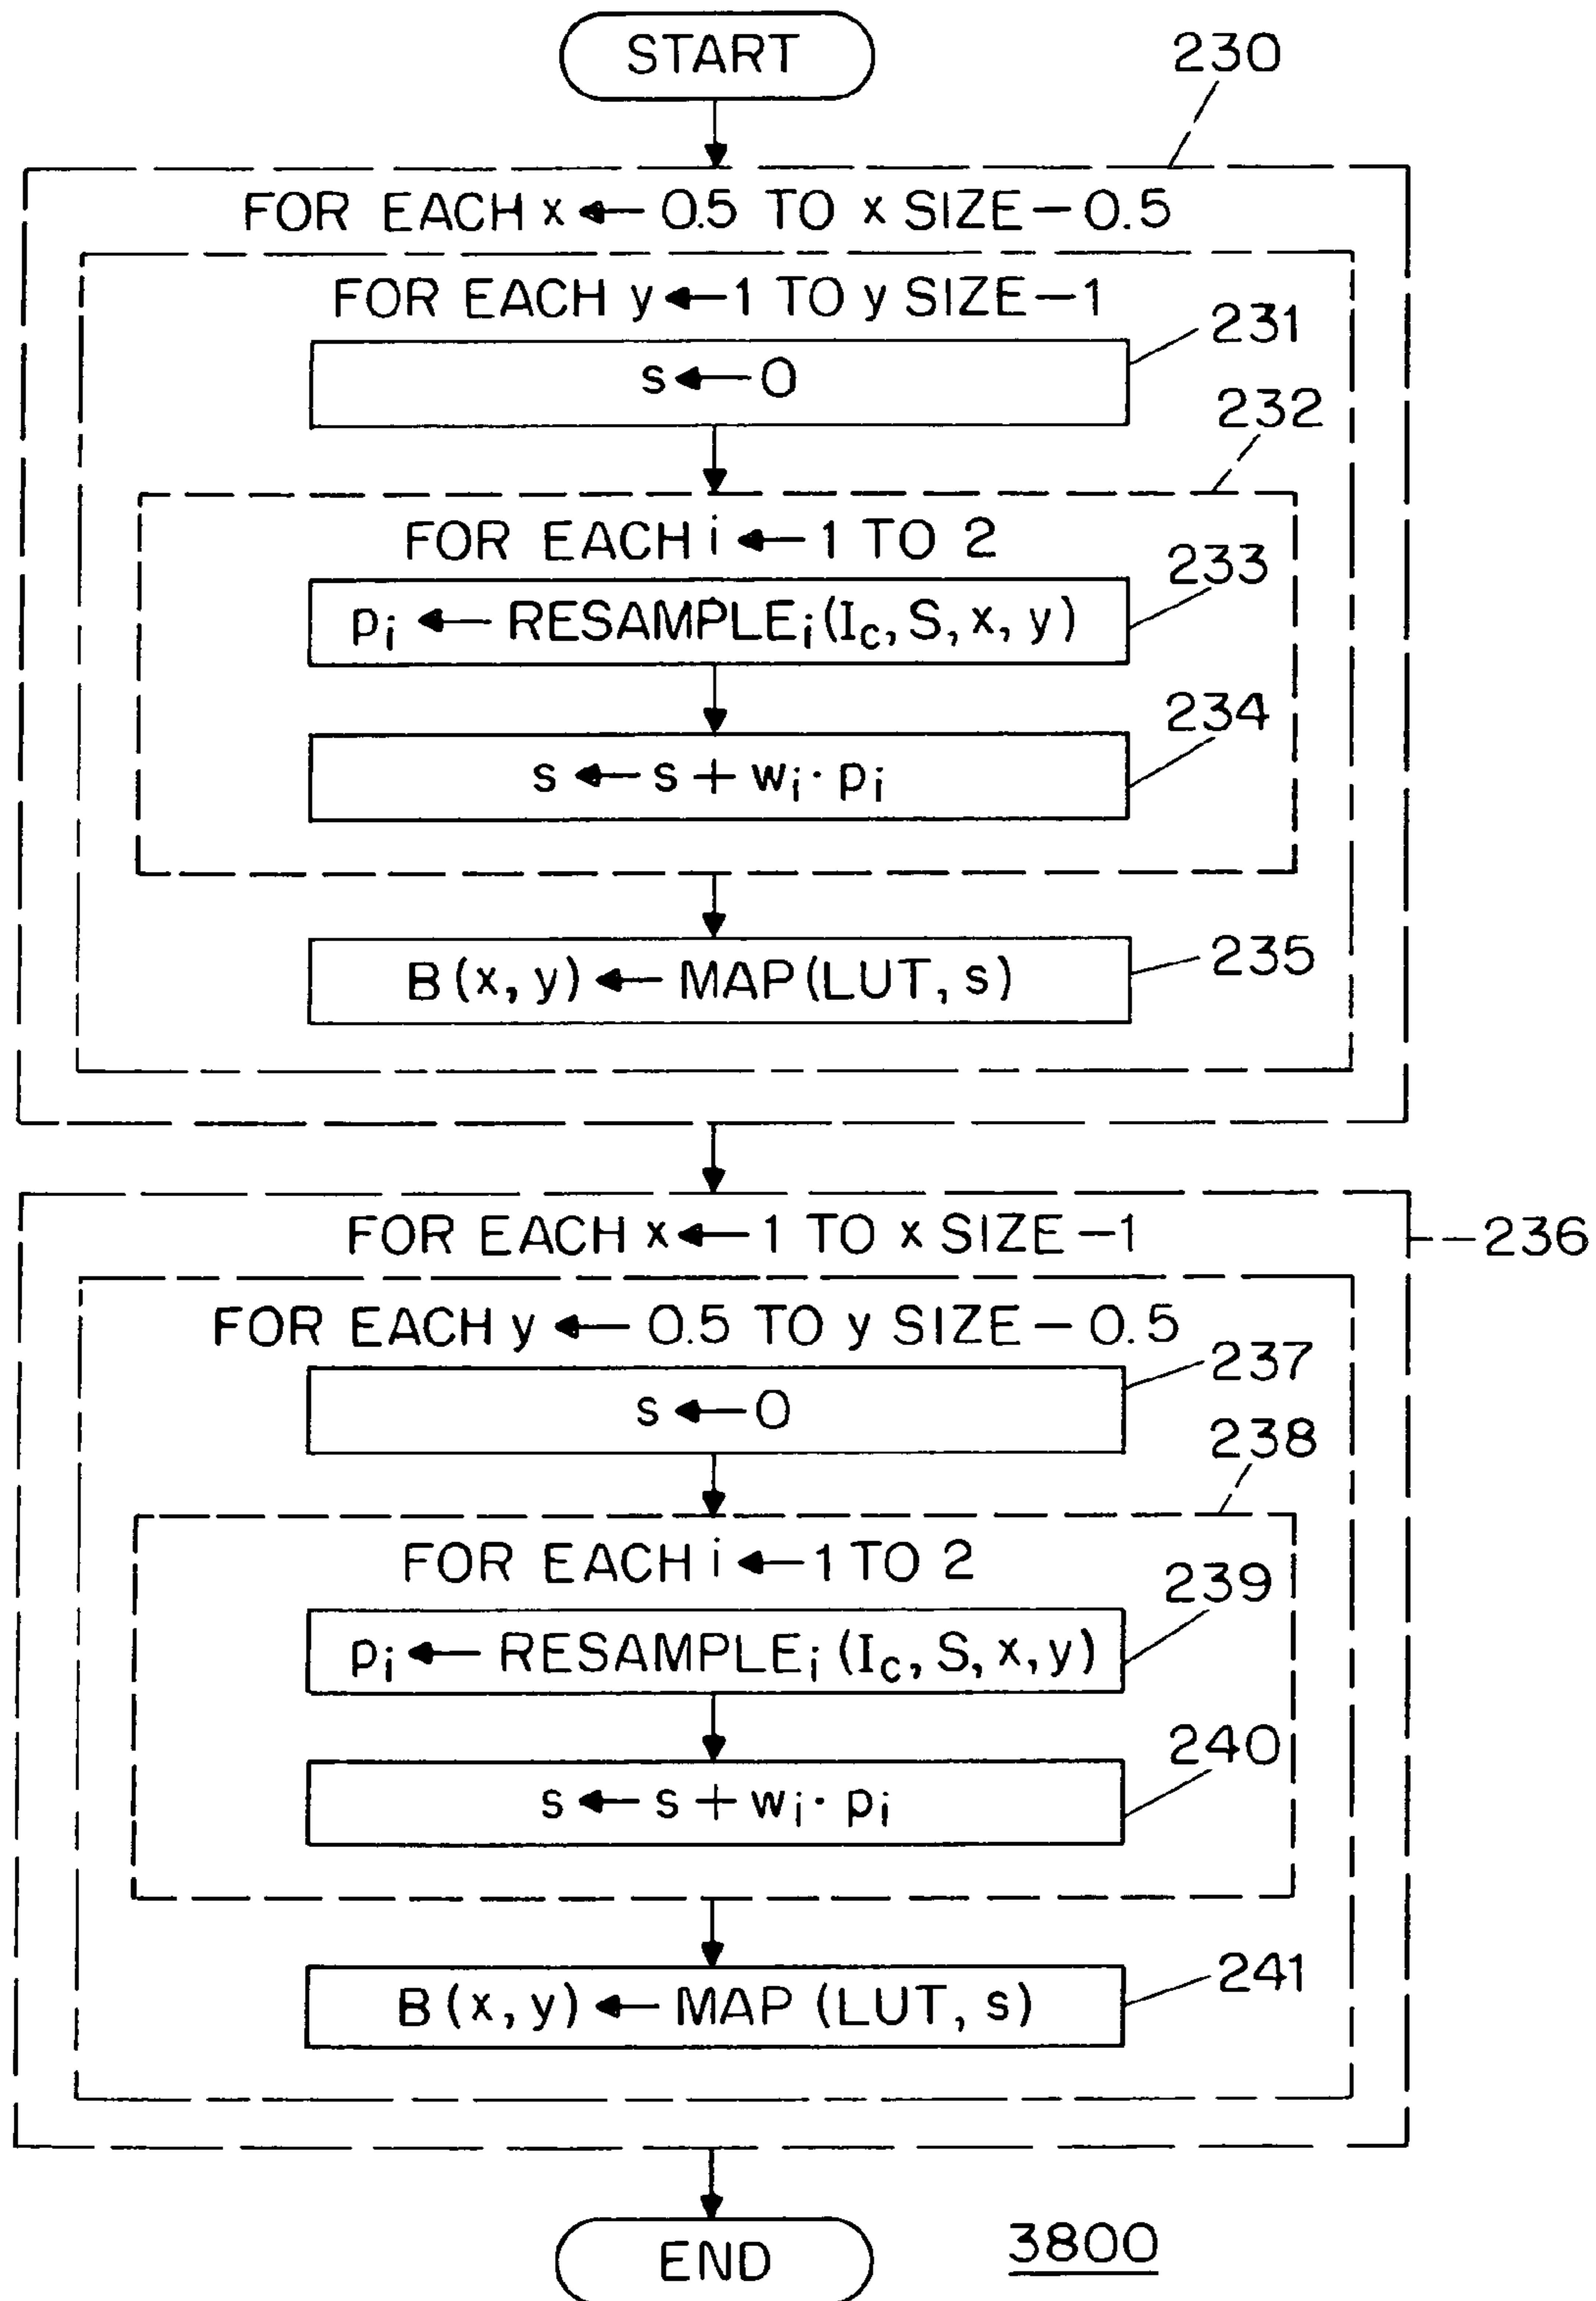 START
230
FOR EACH x ← 0.5 TO x SIZE – 0.5
FOR EACH y ← 1 TO y SIZE – 1
231
s ← 0
232
FOR EACH i ← 1 TO 2
233
pᵢ ← RESAMPLEᵢ (I_C, S, x, y)
234
s ← s + wᵢ · pᵢ
235
B (x, y) ← MAP (LUT, s)
FOR EACH x ← 1 TO x SIZE – 1
236
FOR EACH y ← 0.5 TO y SIZE – 0.5
237
s ← 0
238
FOR EACH i ← 1 TO 2
239
pᵢ ← RESAMPLEᵢ (I_C, S, x, y)
240
s ← s + wᵢ · pᵢ
241
B (x, y) ← MAP (LUT, s)
END
3800